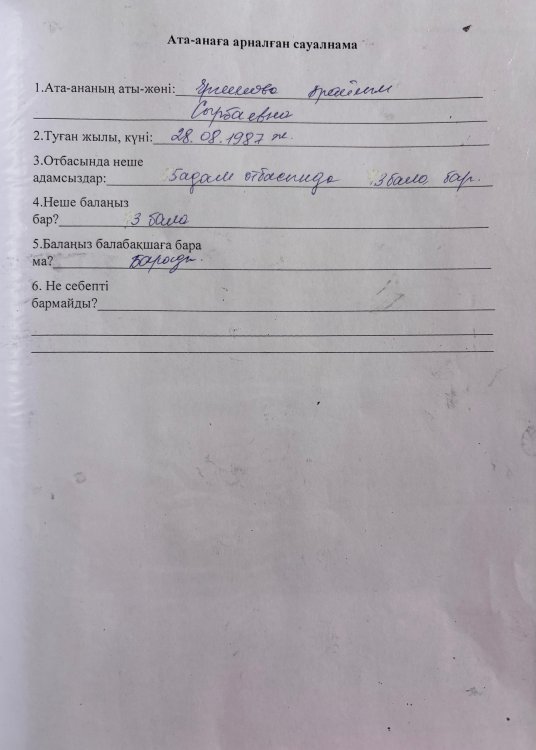 Ата-анаға арналған сауалнама
1.Ата-ананың аты-жөні:
Сырбаевна
2.Туған жылы, күні: 28.08.1987 ж.
3.Отбасында неше
адамсыздар: 5адам отбасында 3бала бар.
4.Неше балаңыз
бар? 3 бала
5.Балаңыз балабақшаға бара
ма? Барады.
6. Не себепті
бармайды?